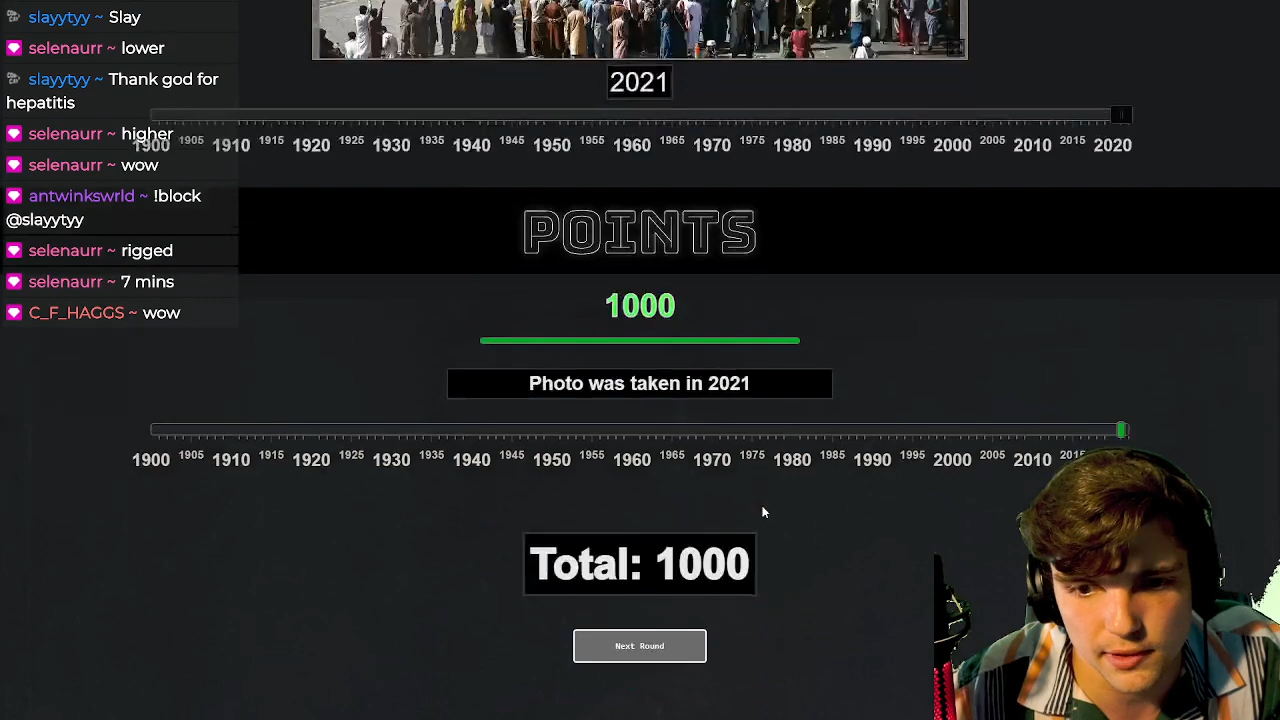 slayytyy ~ Slay
selenaurr ~ lower
slayytyy ~ Thank god for
hepatitis
selenaurr ~ higher
selenaurr ~ wow
antwinkswrld ~ !block
@slayytyy
selenaurr ~ rigged
selenaurr ~ 7 mins
C_F_HAGGS ~ wow
2021
1900 1905 1910 1915 1920 1925 1930 1935 1940 1945 1950 1955 1960 1965 1970 1975 1980 1985 1990 1995 2000 2005 2010 2015 2020
POINTS
1000
Photo was taken in 2021
1900 1905 1910 1915 1920 1925 1930 1935 1940 1945 1950 1955 1960 1965 1970 1975 1980 1985 1990 1995 2000 2005 2010
Total: 1000
Next Round